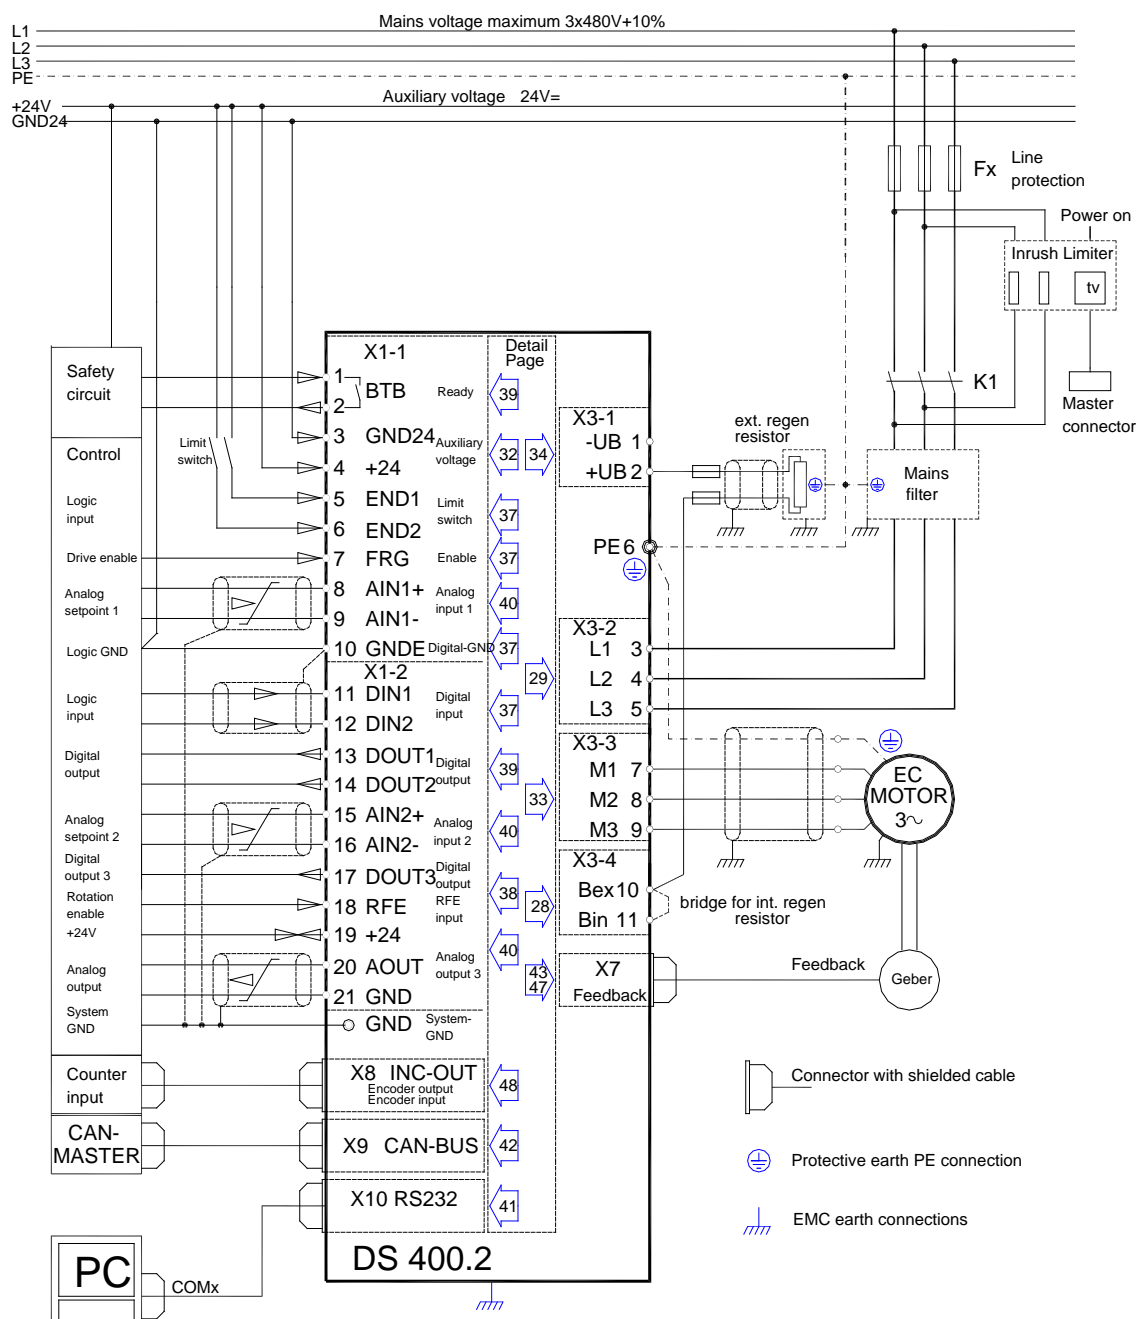 Mains voltage maximum 3x480V+10%
L1
L2
L3
PE
Auxiliary voltage 24V=
+24V
GND24
Fx
Line
protection
Power on
Inrush Limiter
tv
K1
Master
connector
Mains
filter
ext. regen
resistor
Safety
circuit
Control
Limit
switch
Logic
input
Drive enable
Analog
setpoint 1
Logic GND
Logic
input
Digital
output
Analog
setpoint 2
Digital
output 3
Rotation
enable
+24V
Analog
output
System
GND
Counter
input
CAN-
MASTER
PC
COMx
X1-1
Detail
Page
1
BTB
Ready
39
2
3 GND24
Auxiliary
voltage
32
34
4 +24
5 END1
Limit
switch
37
6 END2
7 FRG
Enable
37
8 AIN1+
Analog
input 1
40
9 AIN1-
10 GNDE
Digital-GND
37
29
X1-2
11 DIN1
Digital
input
37
12 DIN2
13 DOUT1
Digital
output
39
14 DOUT2
33
15 AIN2+
Analog
input 2
40
16 AIN2-
17 DOUT3
Digital
output
RFE
input
38
28
18 RFE
19 +24
40
20 AOUT
Analog
output 3
43
47
21 GND
GND
System-
GND
X8 INC-OUT
Encoder output
Encoder input
48
X9 CAN-BUS
42
X10 RS232
41
DS 400.2
X3-1
-UB 1
+UB 2
PE 6
X3-2
L1 3
L2 4
L3 5
X3-3
M1 7
M2 8
M3 9
X3-4
Bex10
Bin 11
bridge for int. regen
resistor
X7
Feedback
EC
MOTOR
3~
Feedback
Geber
Connector with shielded cable
Protective earth PE connection
EMC earth connections